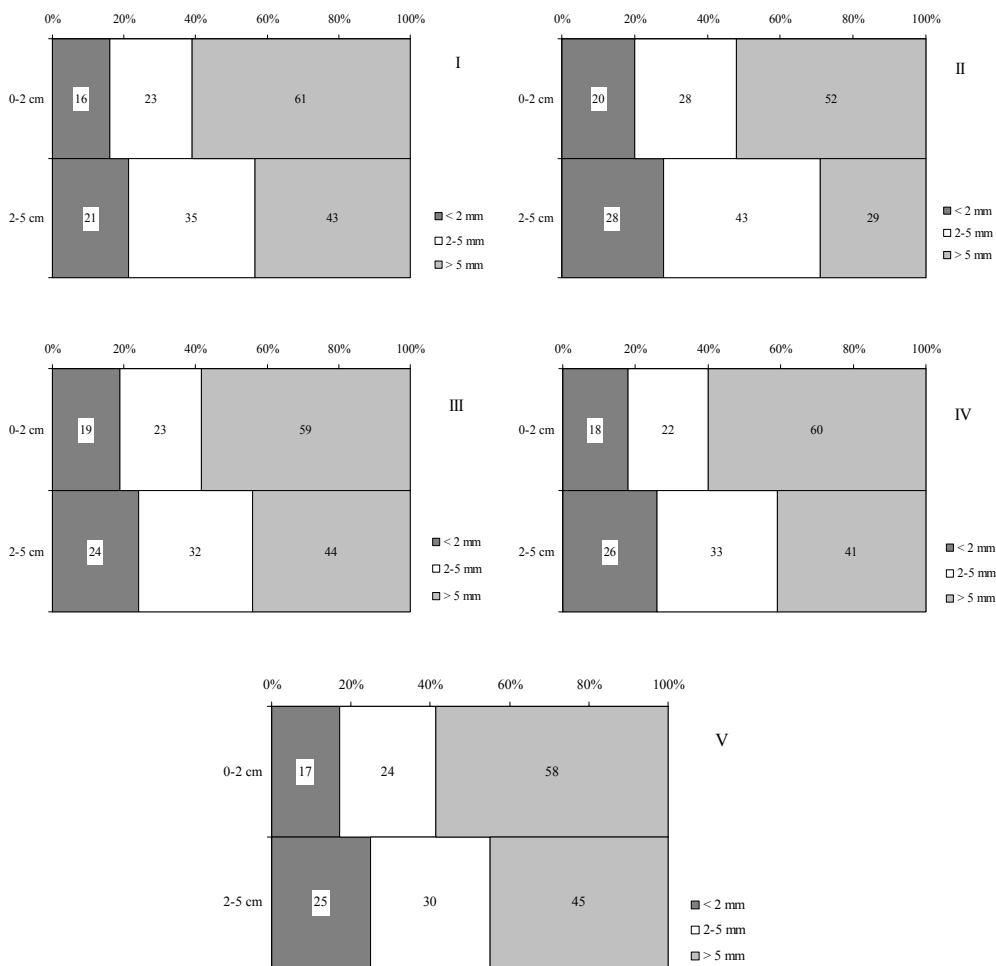 0% 20% 40% 60% 80% 100%
I
0-2 cm 16 23 61
2-5 cm 21 35 43
< 2 mm
2-5 mm
> 5 mm
0% 20% 40% 60% 80% 100%
II
0-2 cm 20 28 52
2-5 cm 28 43 29
< 2 mm
2-5 mm
> 5 mm
0% 20% 40% 60% 80% 100%
III
0-2 cm 19 23 59
2-5 cm 24 32 44
< 2 mm
2-5 mm
> 5 mm
0% 20% 40% 60% 80% 100%
IV
0-2 cm 18 22 60
2-5 cm 26 33 41
< 2 mm
2-5 mm
> 5 mm
0% 20% 40% 60% 80% 100%
V
0-2 cm 17 24 58
2-5 cm 25 30 45
< 2 mm
2-5 mm
> 5 mm